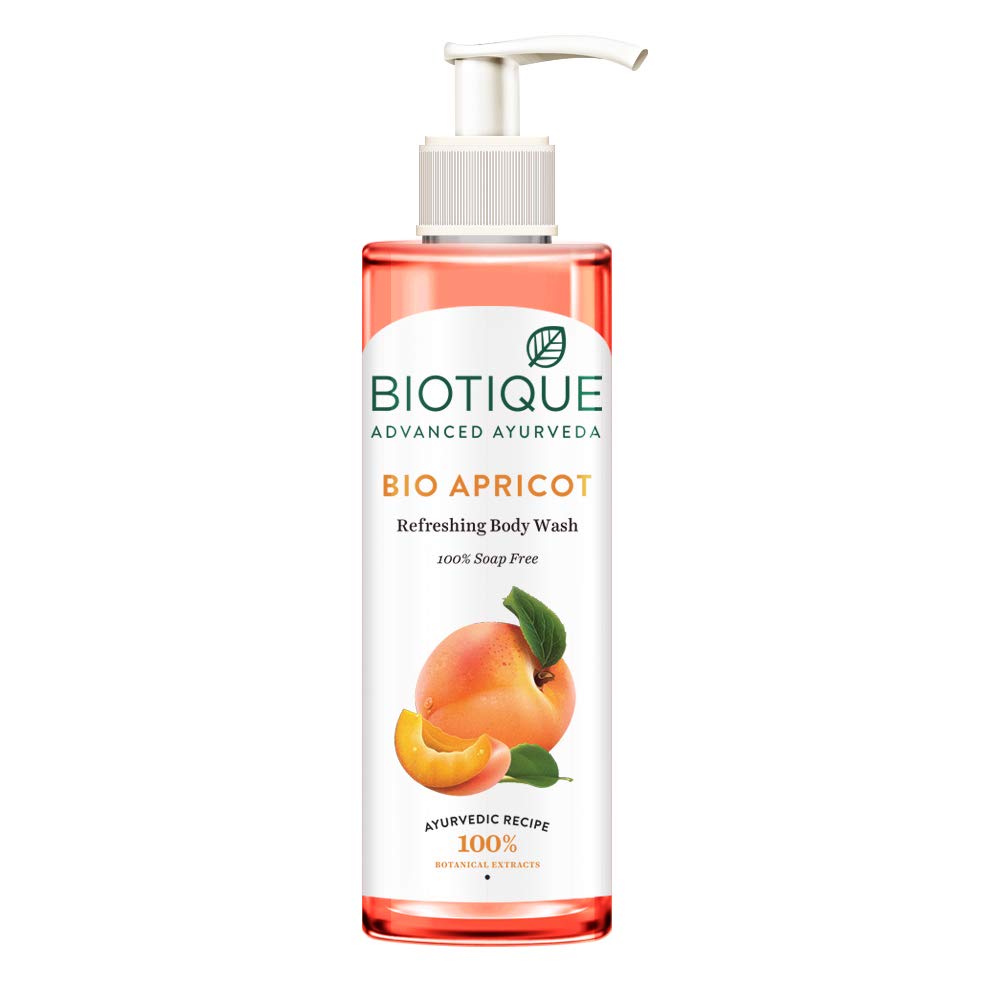 BIOTIQUE
ADVANCED AYURVEDA
BIO APRICOT
Refreshing Body Wash
100% Soap Free
AYURVEDIC RECIPE
100%
BOTANICAL EXTRACTS